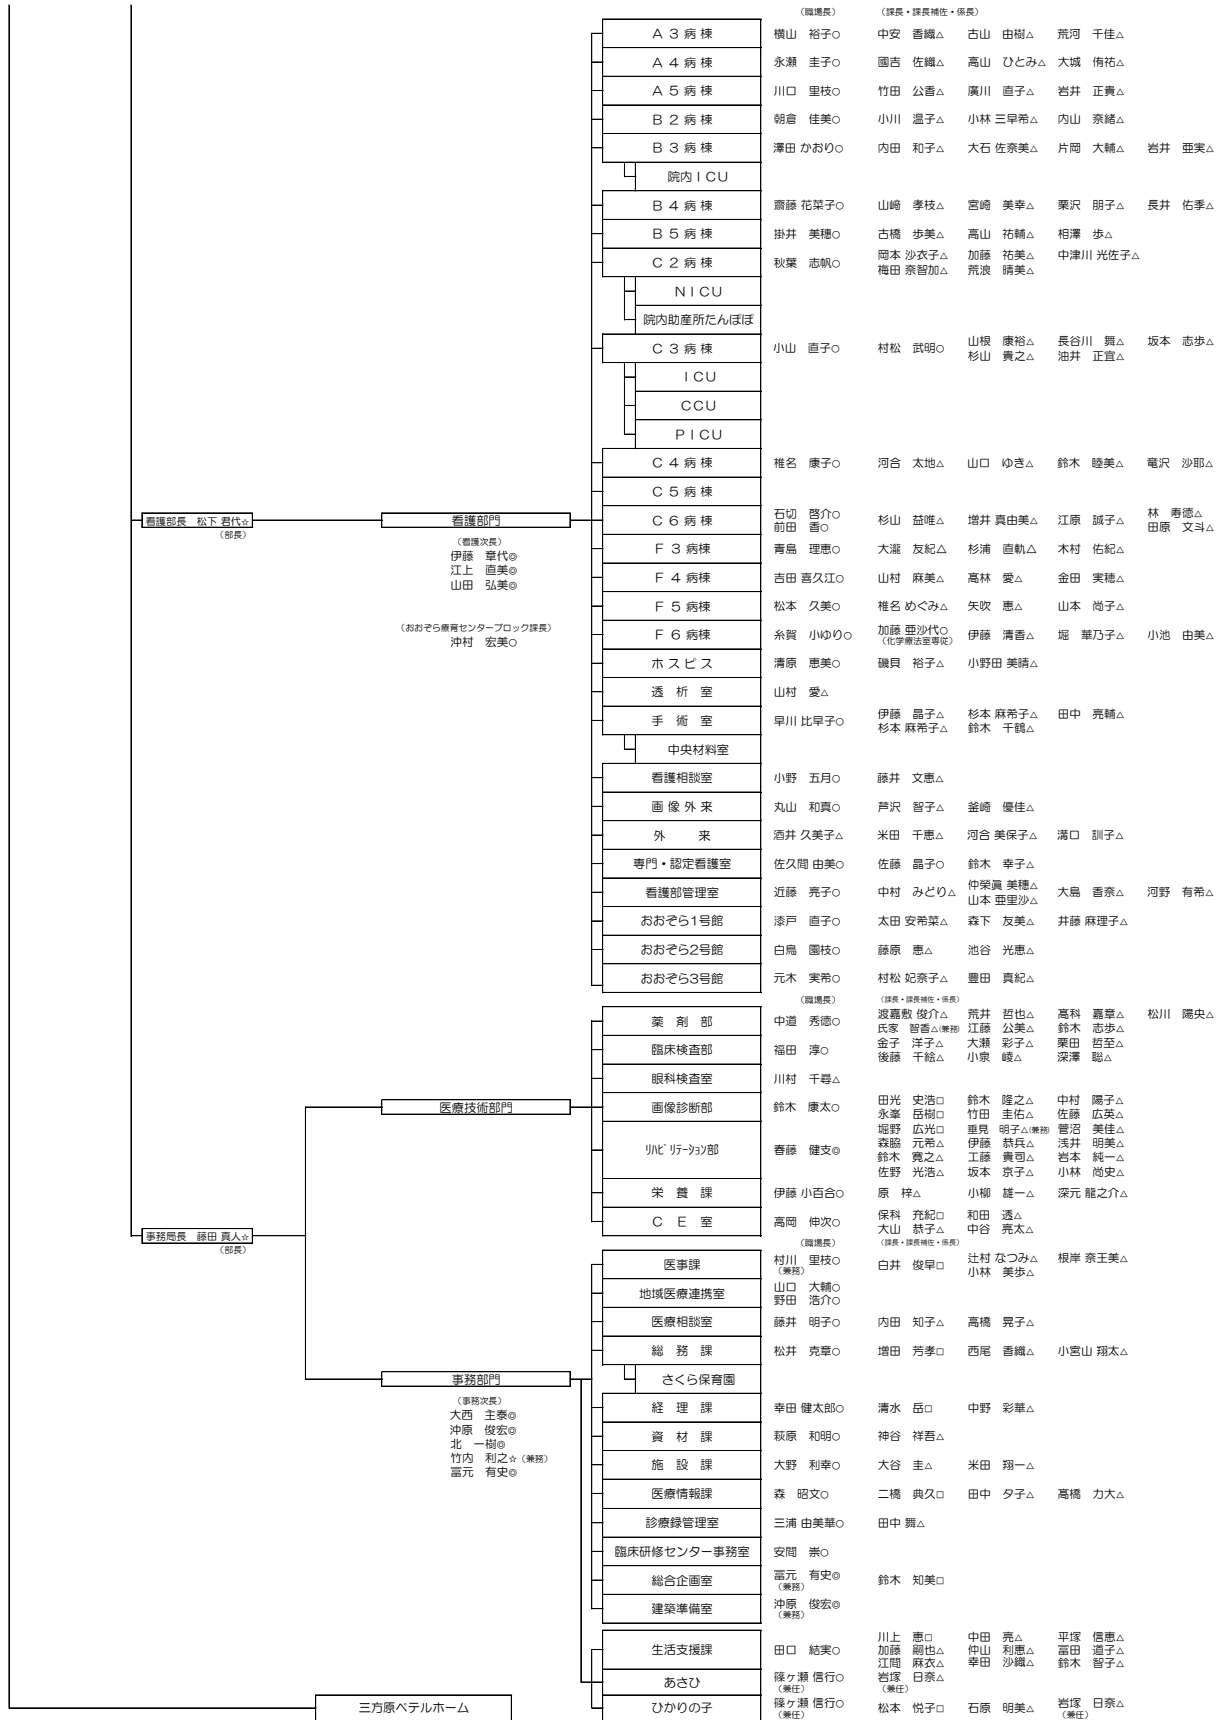 (職場長) (課長・課長補佐・係長)
A3病棟 横山 裕子○ 中安 香織△ 古山 由樹△ 荒河 千佳△
A4病棟 永瀬 圭子○ 國吉 佐織△ 高山 ひとみ△ 大城 侑祐△
A5病棟 川口 里枝○ 竹田 公香△ 廣川 直子△ 岩井 正貴△
B2病棟 朝倉 佳美○ 小川 温子△ 小林 三早希△ 内山 奈緒△
B3病棟 澤田 かおり○ 内田 和子△ 大石 佐奈美△ 片岡 大輔△ 岩井 亜実△
院内ICU
B4病棟 齋藤 花菜子○ 山﨑 孝枝△ 宮崎 美幸△ 栗沢 朋子△ 長井 佑季△
B5病棟 掛井 美穂○ 古橋 歩美△ 高山 祐輔△ 相澤 歩△
C2病棟 秋葉 志帆○ 岡本 沙衣子△ 加藤 祐美△ 中津川 光佐子△
梅田 奈智加△ 荒浪 晴美△
NICU
院内助産所たんぽぽ
C3病棟 小山 直子○ 村松 武明○ 山根 康裕△ 長谷川 舞△ 坂本 志歩△
杉山 貴之△ 油井 正宜△
ICU
CCU
PICU
C4病棟 椎名 康子○ 河合 太地△ 山口 ゆき△ 鈴木 睦美△ 竜沢 沙耶△
C5病棟
看護部長 松下 君代☆ 看護部門 C6病棟 石切 啓介○ 杉山 益唯△ 増井 真由美△ 江原 誠子△ 林 寿徳△
前田 香○ 田原 文斗△
(部長)
(看護次長)
伊藤 章代◎
江上 直美◎
山田 弘美◎
F3病棟 青島 理恵○ 大瀧 友紀△ 杉浦 直軌△ 木村 佑紀△
F4病棟 吉田 喜久江○ 山村 麻美△ 髙林 愛△ 金田 実穂△
F5病棟 松本 久美○ 椎名 めぐみ△ 矢吹 恵△ 山本 尚子△
(おおぞら療育センターブロック課長)
沖村 宏美○
F6病棟 糸賀 小ゆり○ 加藤 亜沙代○ 伊藤 清香△ 堀 華乃子△ 小池 由美△
(化学療法室専従)
ホスピス 清原 恵美○ 磯貝 裕子△ 小野田 美晴△
透析室 山村 愛△
手術室 早川 比早子○ 伊藤 晶子△ 杉本 麻希子△ 田中 亮輔△
杉本 麻希子△ 鈴木 千鶴△
中央材料室
看護相談室 小野 五月○ 藤井 文恵△
画像外来 丸山 和真○ 芦沢 智子△ 釜崎 優佳△
外 来 酒井 久美子△ 米田 千恵△ 河合 美保子△ 溝口 訓子△
専門・認定看護室 佐久間 由美○ 佐藤 晶子○ 鈴木 幸子△
看護部管理室 近藤 亮子○ 中村 みどり△ 仲榮眞 美穂△ 大島 香奈△ 河野 有希△
山本 亜里沙△
おおぞら1号館 漆戸 直子○ 太田 安希菜△ 森下 友美△ 井藤 麻理子△
おおぞら2号館 白鳥 園枝○ 藤原 恵△ 池谷 光恵△
おおぞら3号館 元木 実希○ 村松 妃奈子△ 豊田 真紀△
(職場長) (課長・課長補佐・係長)
薬剤部 中道 秀徳○ 渡嘉敷 俊介△ 荒井 哲也△ 高科 嘉章△ 松川 陽央△
氏家 智香△(兼務) 江藤 公美△ 鈴木 志歩△
臨床検査部 福田 淳○ 金子 洋子△ 大瀬 彩子△ 栗田 哲至△
後藤 千絵△ 小泉 崚△ 深澤 聡△
眼科検査室 川村 千尋△
医療技術部門 画像診断部 鈴木 康太○ 田光 史浩□ 鈴木 隆之△ 中村 陽子△
永峯 岳樹□ 竹田 圭佑△ 佐藤 広英△
リハビリテーション部 春藤 健支◎ 堀野 広光□ 垂見 明子△(兼務) 菅沼 美佳△
森脇 元希△ 伊藤 恭兵△ 浅井 明美△
鈴木 寛之△ 工藤 貴司△ 岩本 純一△
佐野 光浩△ 坂本 京子△ 小林 尚史△
栄養課 伊藤 小百合○ 原 梓△ 小柳 雄一△ 深元 龍之介△
CE室 高岡 伸次○ 保科 充紀□ 和田 透△
大山 恭子△ 中谷 亮太△
事務局長 藤田 真人☆
(部長)
(職場長) (課長・課長補佐・係長)
医事課 村川 里枝○ 白井 俊早□ 辻村 なつみ△ 根岸 奈王美△
(兼務) 小林 美歩△
地域医療連携室 山口 大輔○
野田 浩介○
医療相談室 藤井 明子○ 内田 知子△ 高橋 晃子△
総務課 松井 克章○ 増田 芳孝□ 西尾 香織△ 小宮山 翔太△
事務部門 さくら保育園
(事務次長)
大西 主泰◎
沖原 俊宏◎
北 一樹◎
竹内 利之☆(兼務)
冨元 有史◎
経理課 幸田 健太郎○ 清水 岳□ 中野 彩華△
資材課 萩原 和明○ 神谷 祥吾△
施設課 大野 利幸○ 大谷 圭△ 米田 翔一△
医療情報課 森 昭文○ 二橋 典久□ 田中 夕子△ 髙橋 力大△
診療録管理室 三浦 由美華○ 田中 舞△
臨床研修センター事務室 安間 崇○
総合企画室 冨元 有史◎ 鈴木 知美□
(兼務)
建築準備室 沖原 俊宏◎
(兼務)
生活支援課 田口 結実○ 川上 恵□ 中田 亮△ 平塚 信恵△
加藤 嗣也△ 仲山 利恵△ 冨田 道子△
江間 麻衣△ 幸田 沙織△ 鈴木 智子△
あさひ 篠ヶ瀬 信行○ 岩塚 日奈△
(兼任) (兼任)
三方原ベテルホーム ひかりの子 篠ヶ瀬 信行○ 松本 悦子□ 石原 明美△ 岩塚 日奈△
(兼任) (兼任)